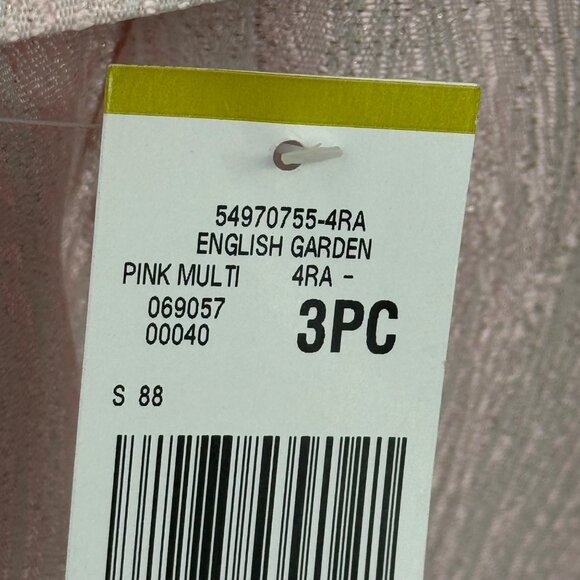 54970755-4RA
ENGLISH GARDEN
PINK MULTI 4RA -
069057
00040 3PC
S 88